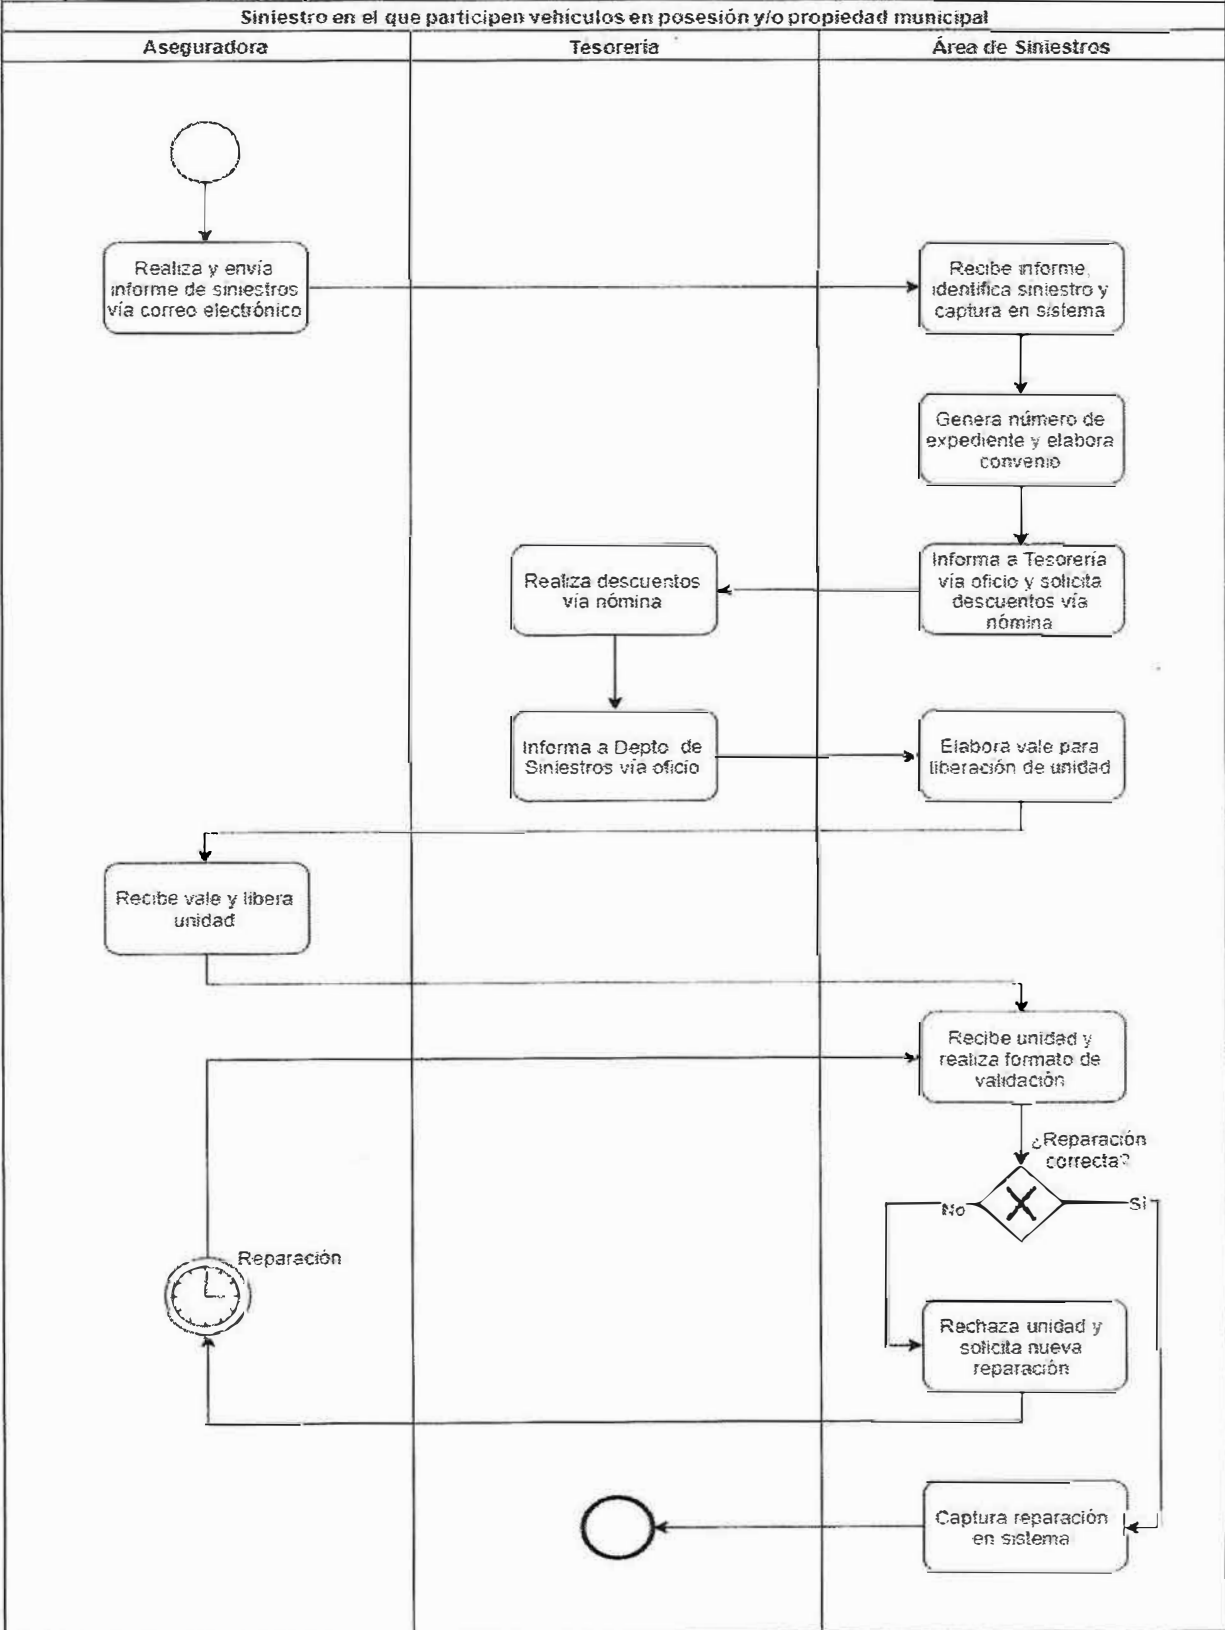 Siniestro en el que participen vehículos en posesión y/o propiedad municipal
Aseguradora
Tesorería
Área de Siniestros
Realiza y envía
informe de siniestros
vía correo electrónico
Recibe informe,
identifica siniestro y
captura en sistema
Genera número de
expediente y elabora
convenio
Informa a Tesorería
vía oficio y solicita
descuentos vía
nómina
Realiza descuentos
vía nómina
Informa a Depto de
Siniestros vía oficio
Elabora vale para
liberación de unidad
Recibe vale y libera
unidad
Recibe unidad y
realiza formato de
validación
¿Reparación
correcta?
No
Si
Reparación
Rechaza unidad y
solicita nueva
reparación
Captura reparación
en sistema